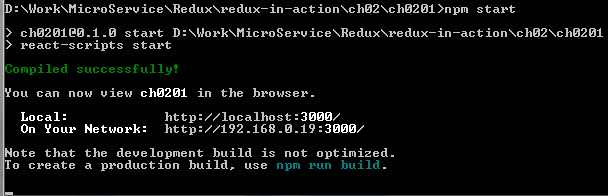 D:\Work\MicroService\Redux\redux-in-action\ch02\ch0201>npm start
> ch0201@0.1.0 start D:\Work\MicroService\Redux\redux-in-action\ch02\ch0201
> react-scripts start
Compiled successfully!
You can now view ch0201 in the browser.
Local: http://localhost:3000/
On Your Network: http://192.168.0.19:3000/
Note that the development build is not optimized.
To create a production build, use npm run build.